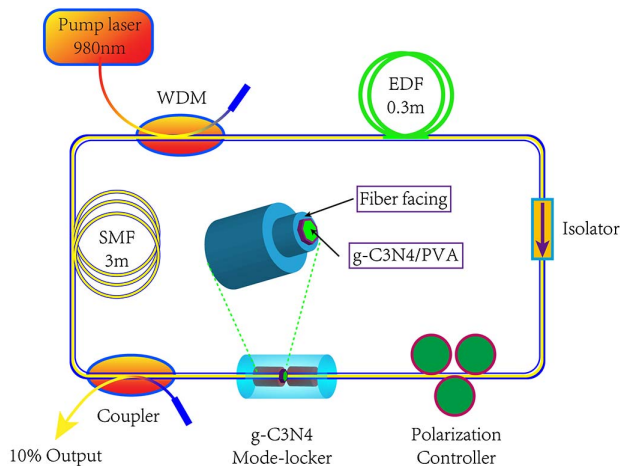 Pump laser
980nm
WDM
EDF
0.3m
Fiber facing
SMF
3m
Isolator
g-C3N4/PVA
Coupler
g-C3N4
Mode-locker
Polarization
Controller
10% Output